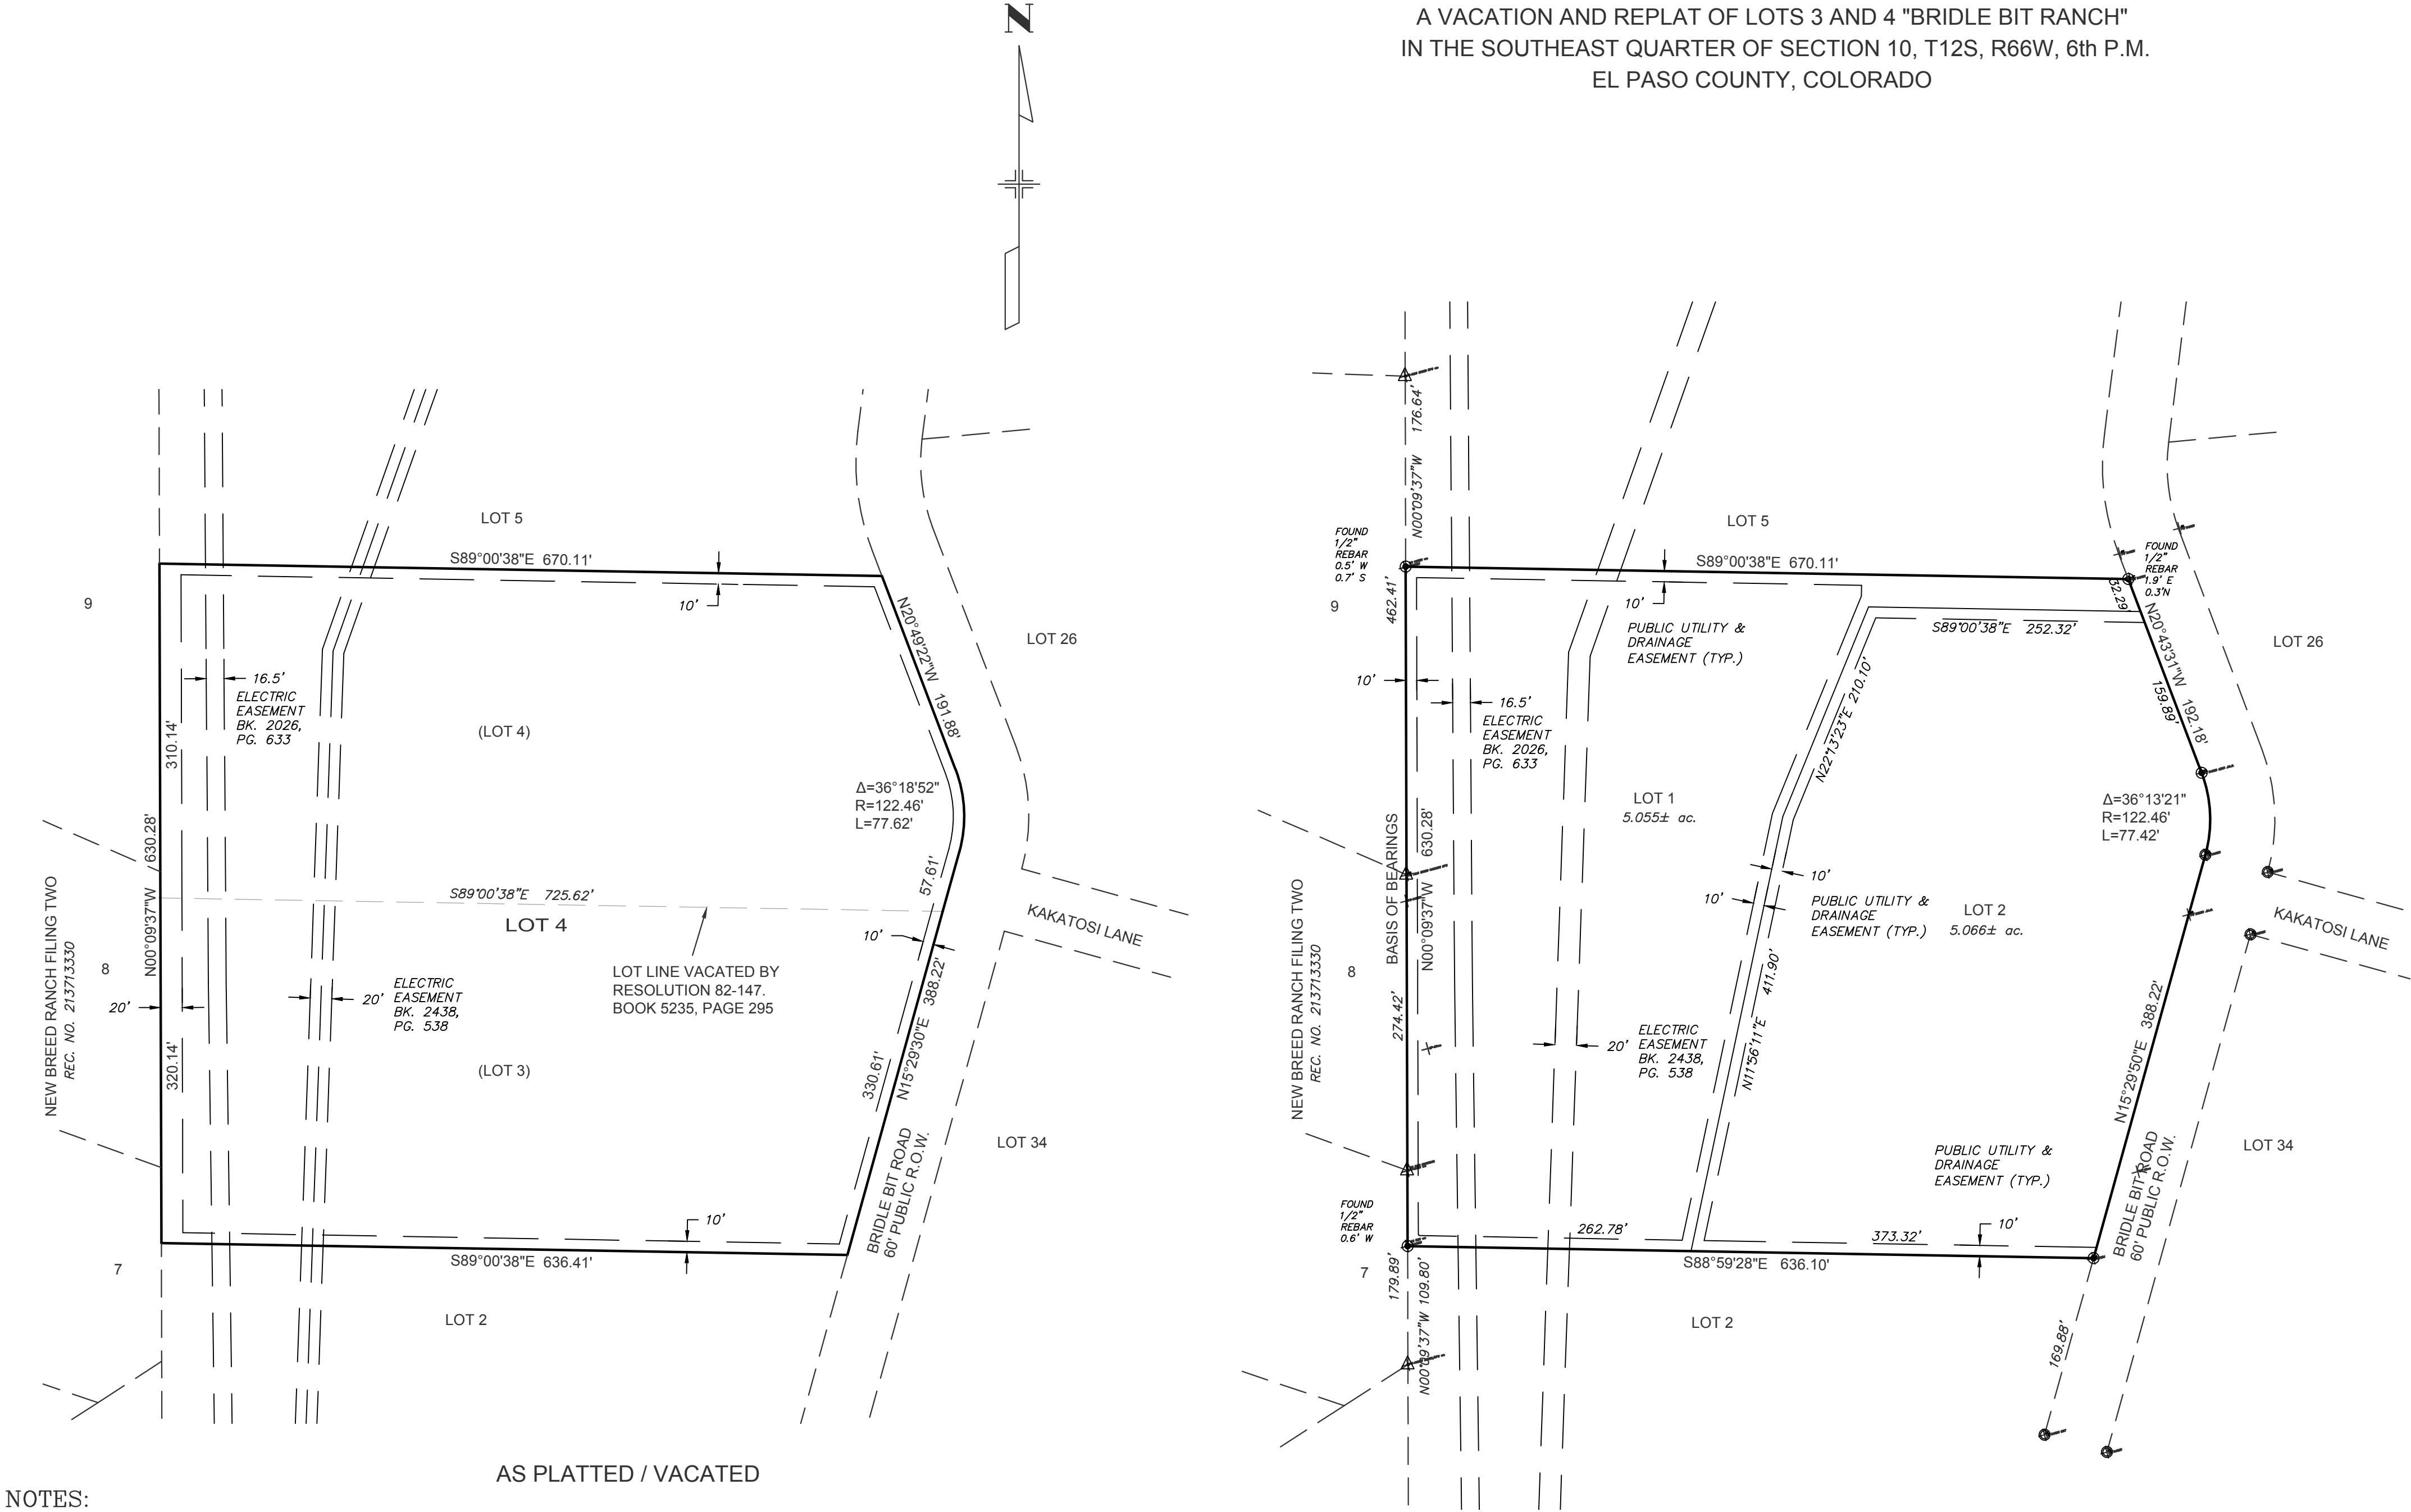 N
A VACATION AND REPLAT OF LOTS 3 AND 4 "BRIDLE BIT RANCH"
IN THE SOUTHEAST QUARTER OF SECTION 10, T12S, R66W, 6th P.M.
EL PASO COUNTY, COLORADO
LOT 5
S89°00'38"E 670.11'
10'
9
N20°49'22"W 191.88'
LOT 26
16.5'
ELECTRIC
EASEMENT
BK. 2026,
PG. 633
310.14'
(LOT 4)
Δ=36°18'52"
R=122.46'
L=77.62'
N00°09'37"W 630.28'
57.61'
S89°00'38"E 725.62'
LOT 4
KAKATOSI LANE
10'
NEW BREED RANCH FILING TWO
REC. NO. 213713330
8
LOT LINE VACATED BY
RESOLUTION 82-147.
BOOK 5235, PAGE 295
20'
20'
ELECTRIC
EASEMENT
BK. 2438,
PG. 538
N15°29'30"E 388.22'
320.14'
(LOT 3)
330.61'
LOT 34
BRIDLE BIT ROAD
60' PUBLIC R.O.W.
10'
S89°00'38"E 636.41'
7
LOT 2
AS PLATTED / VACATED
NOTES:
N00°09'37"W 176.64'
FOUND
1/2"
REBAR
0.5' W
0.7' S
LOT 5
S89°00'38"E 670.11'
FOUND
1/2"
REBAR
1.9' E
0.3'N
32.29'
462.41'
9
10'
PUBLIC UTILITY &
DRAINAGE
EASEMENT (TYP.)
S89°00'38"E 252.32'
N20°43'31"W 192.18'
159.89'
LOT 26
10'
16.5'
ELECTRIC
EASEMENT
BK. 2026,
PG. 633
N22°13'23"E 210.10'
LOT 1
5.055± ac.
Δ=36°13'21"
R=122.46'
L=77.42'
BASIS OF BEARINGS
N00°09'37"W 630.28'
10'
10'
PUBLIC UTILITY &
DRAINAGE
EASEMENT (TYP.)
LOT 2
5.066± ac.
KAKATOSI LANE
NEW BREED RANCH FILING TWO
REC. NO. 213713330
8
274.42'
N11°56'11"E 411.90'
20'
ELECTRIC
EASEMENT
BK. 2438,
PG. 538
N15°29'50"E 388.22'
LOT 34
PUBLIC UTILITY &
DRAINAGE
EASEMENT (TYP.)
BRIDLE BIT ROAD
60' PUBLIC R.O.W.
FOUND
1/2"
REBAR
0.6' W
262.78'
373.32'
10'
S88°59'28"E 636.10'
7
179.89'
N00°09'37"W 109.80'
LOT 2
169.88'